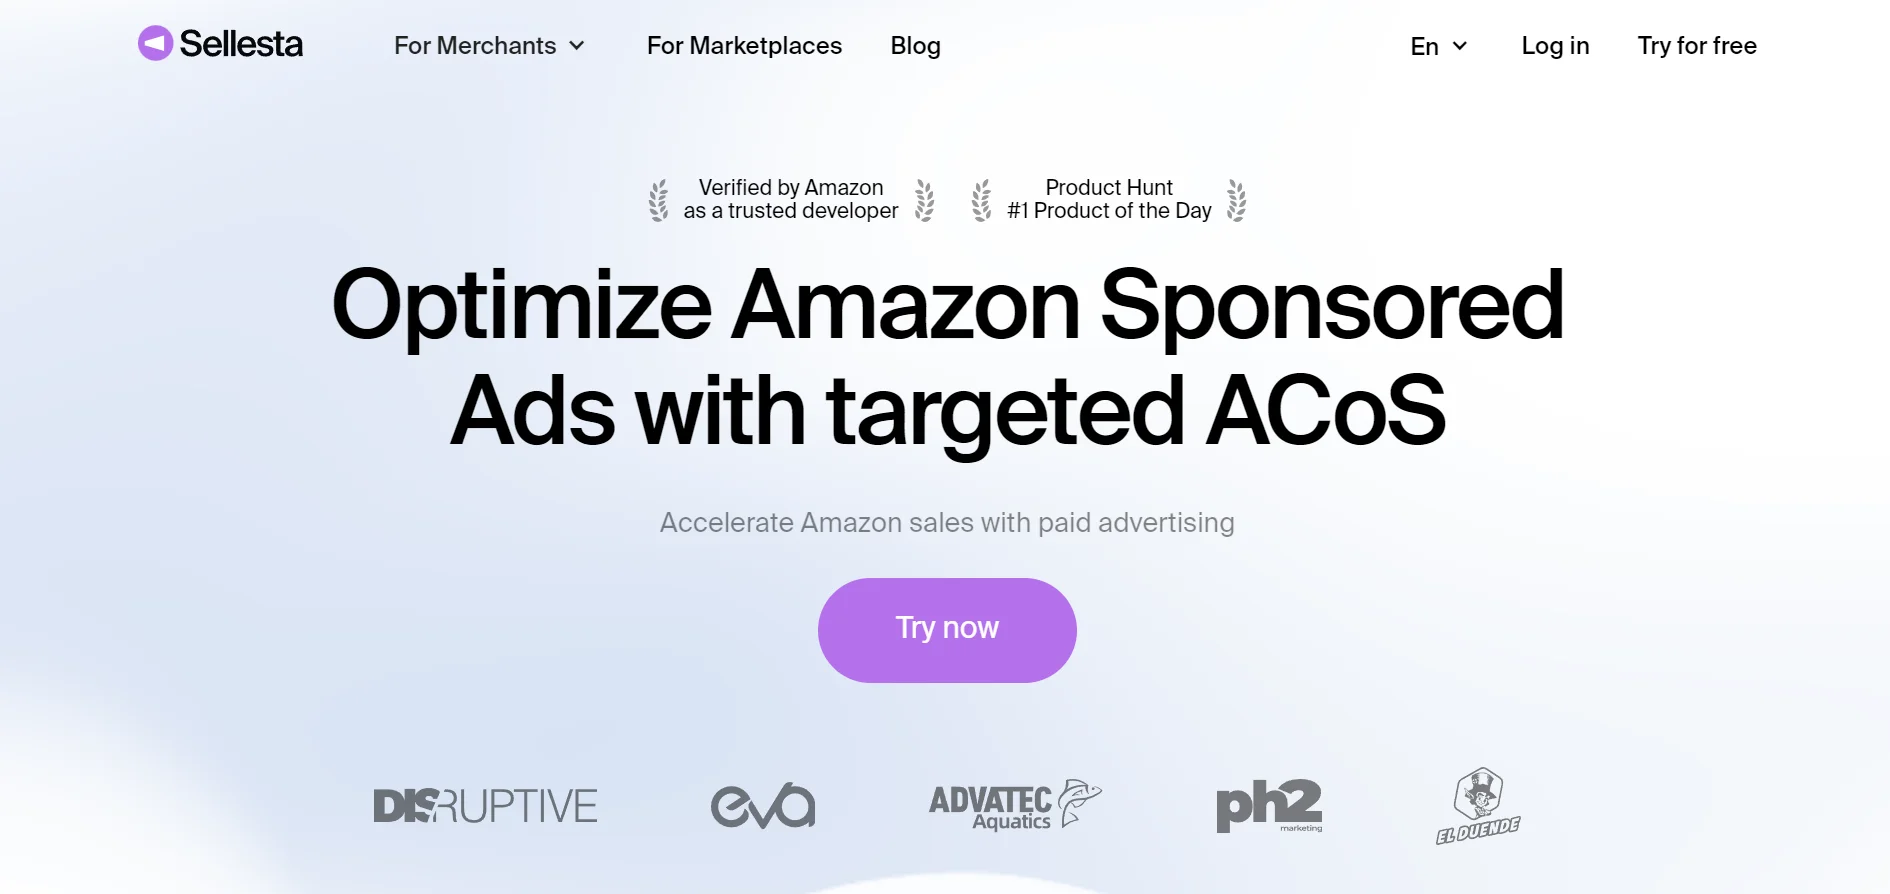 Sellesta
For Merchants
For Marketplaces
Blog
En
Log in
Try for free
Verified by Amazon
as a trusted developer
Product Hunt
#1 Product of the Day
Optimize Amazon Sponsored
Ads with targeted ACoS
Accelerate Amazon sales with paid advertising
Try now
DISRUPTIVE
eva
ADVATEC
Aquatics
ph2
marketing
EL DUENDE